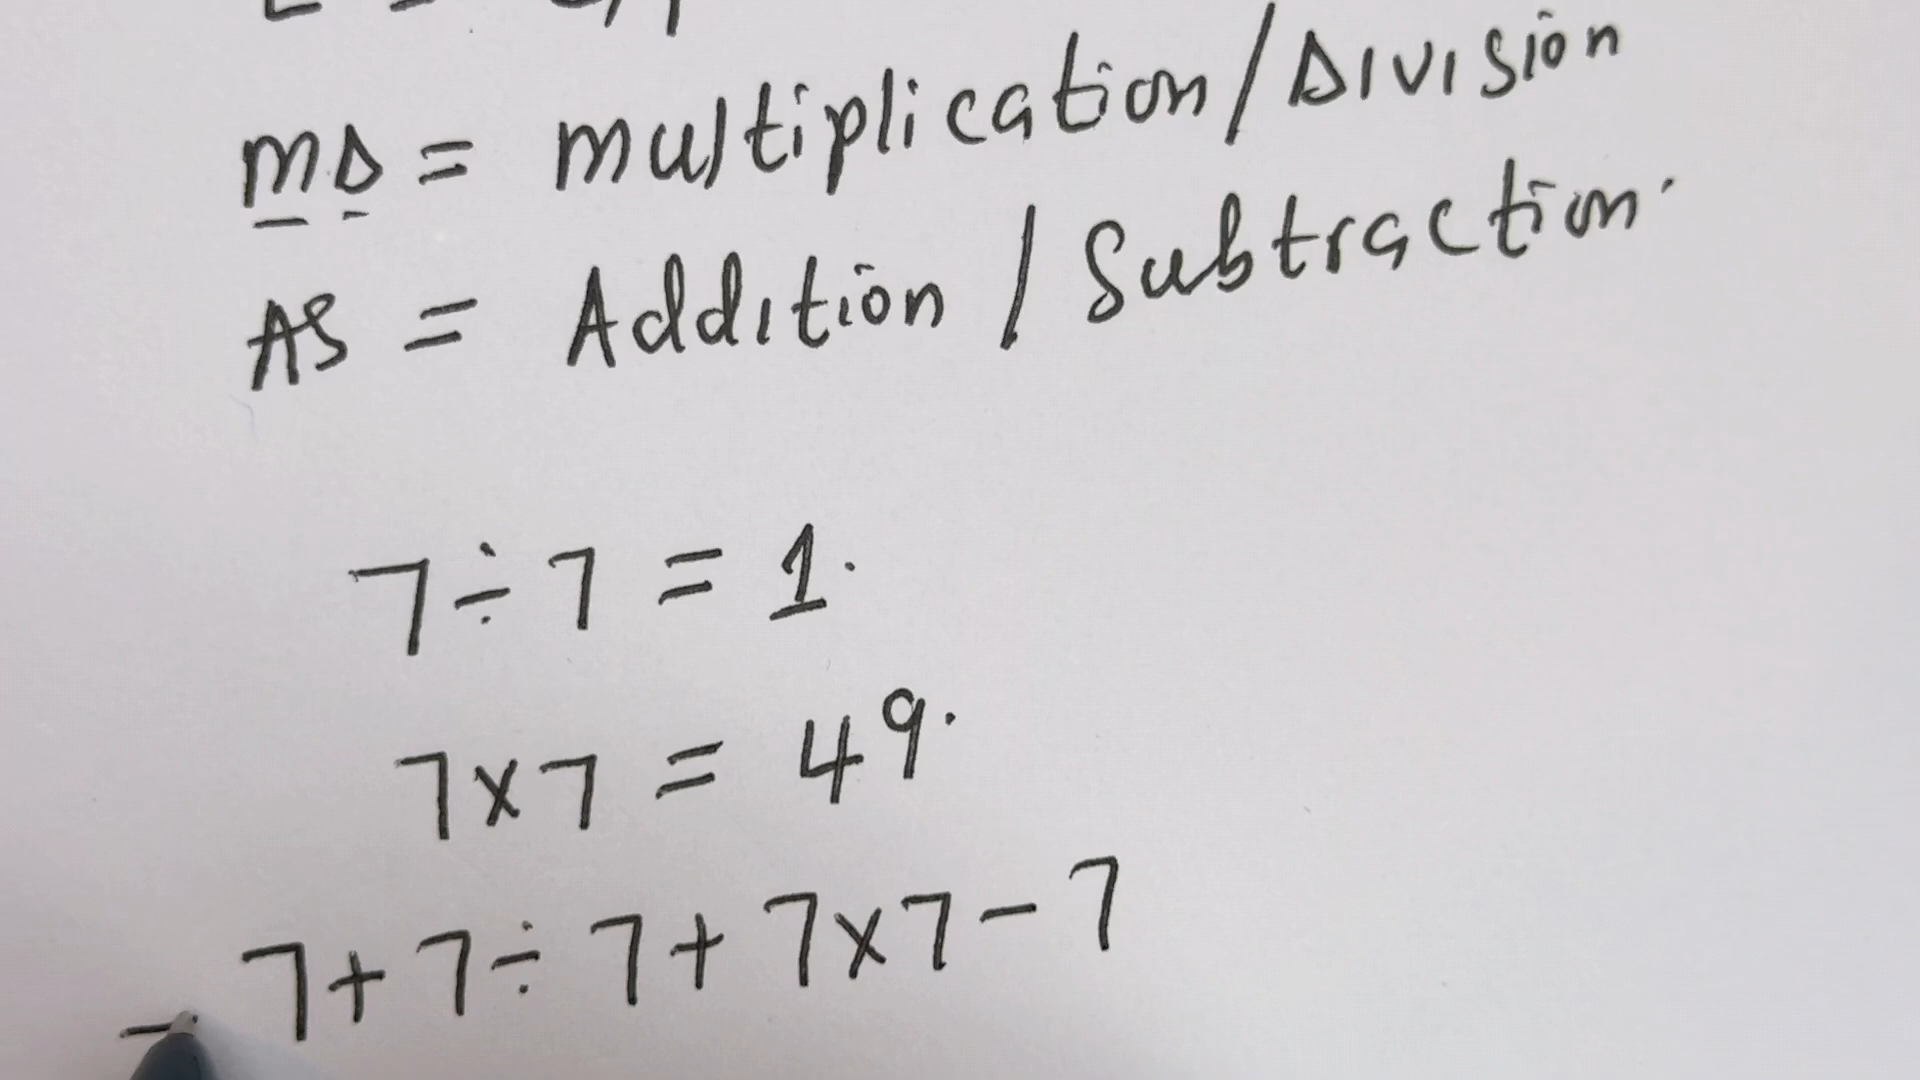 MD = Multiplication/Division
AS = Addition / Subtraction.
7 ÷ 7 = 1.
7 x 7 = 49.
7 + 7 ÷ 7 + 7 x 7 - 7